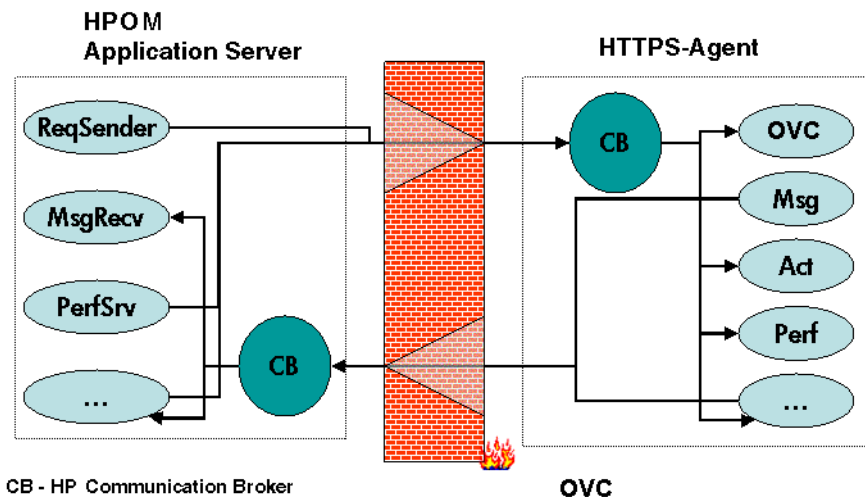 HPOM
Application Server
HTTPS-Agent
ReqSender
MsgRecv
PerfSrv
...
CB
CB
OVC
Msg
Act
Perf
...
CB - HP Communication Broker
OVC